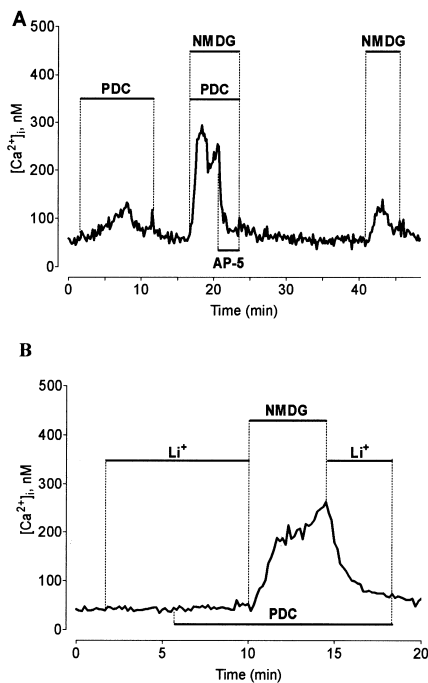 A
500
400
300
200
100
0
[Ca2+]i, nM
NMDG
NMDG
PDC
PDC
AP-5
0 10 20 30 40
Time (min)
B
500
400
300
200
100
0
[Ca2+]i, nM
NMDG
Li+
Li+
PDC
0 5 10 15 20
Time (min)